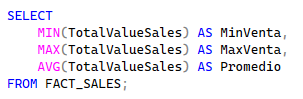 SELECT
MIN(TotalValueSales) AS MinVenta,
MAX(TotalValueSales) AS MaxVenta,
AVG(TotalValueSales) AS Promedio
FROM FACT_SALES;